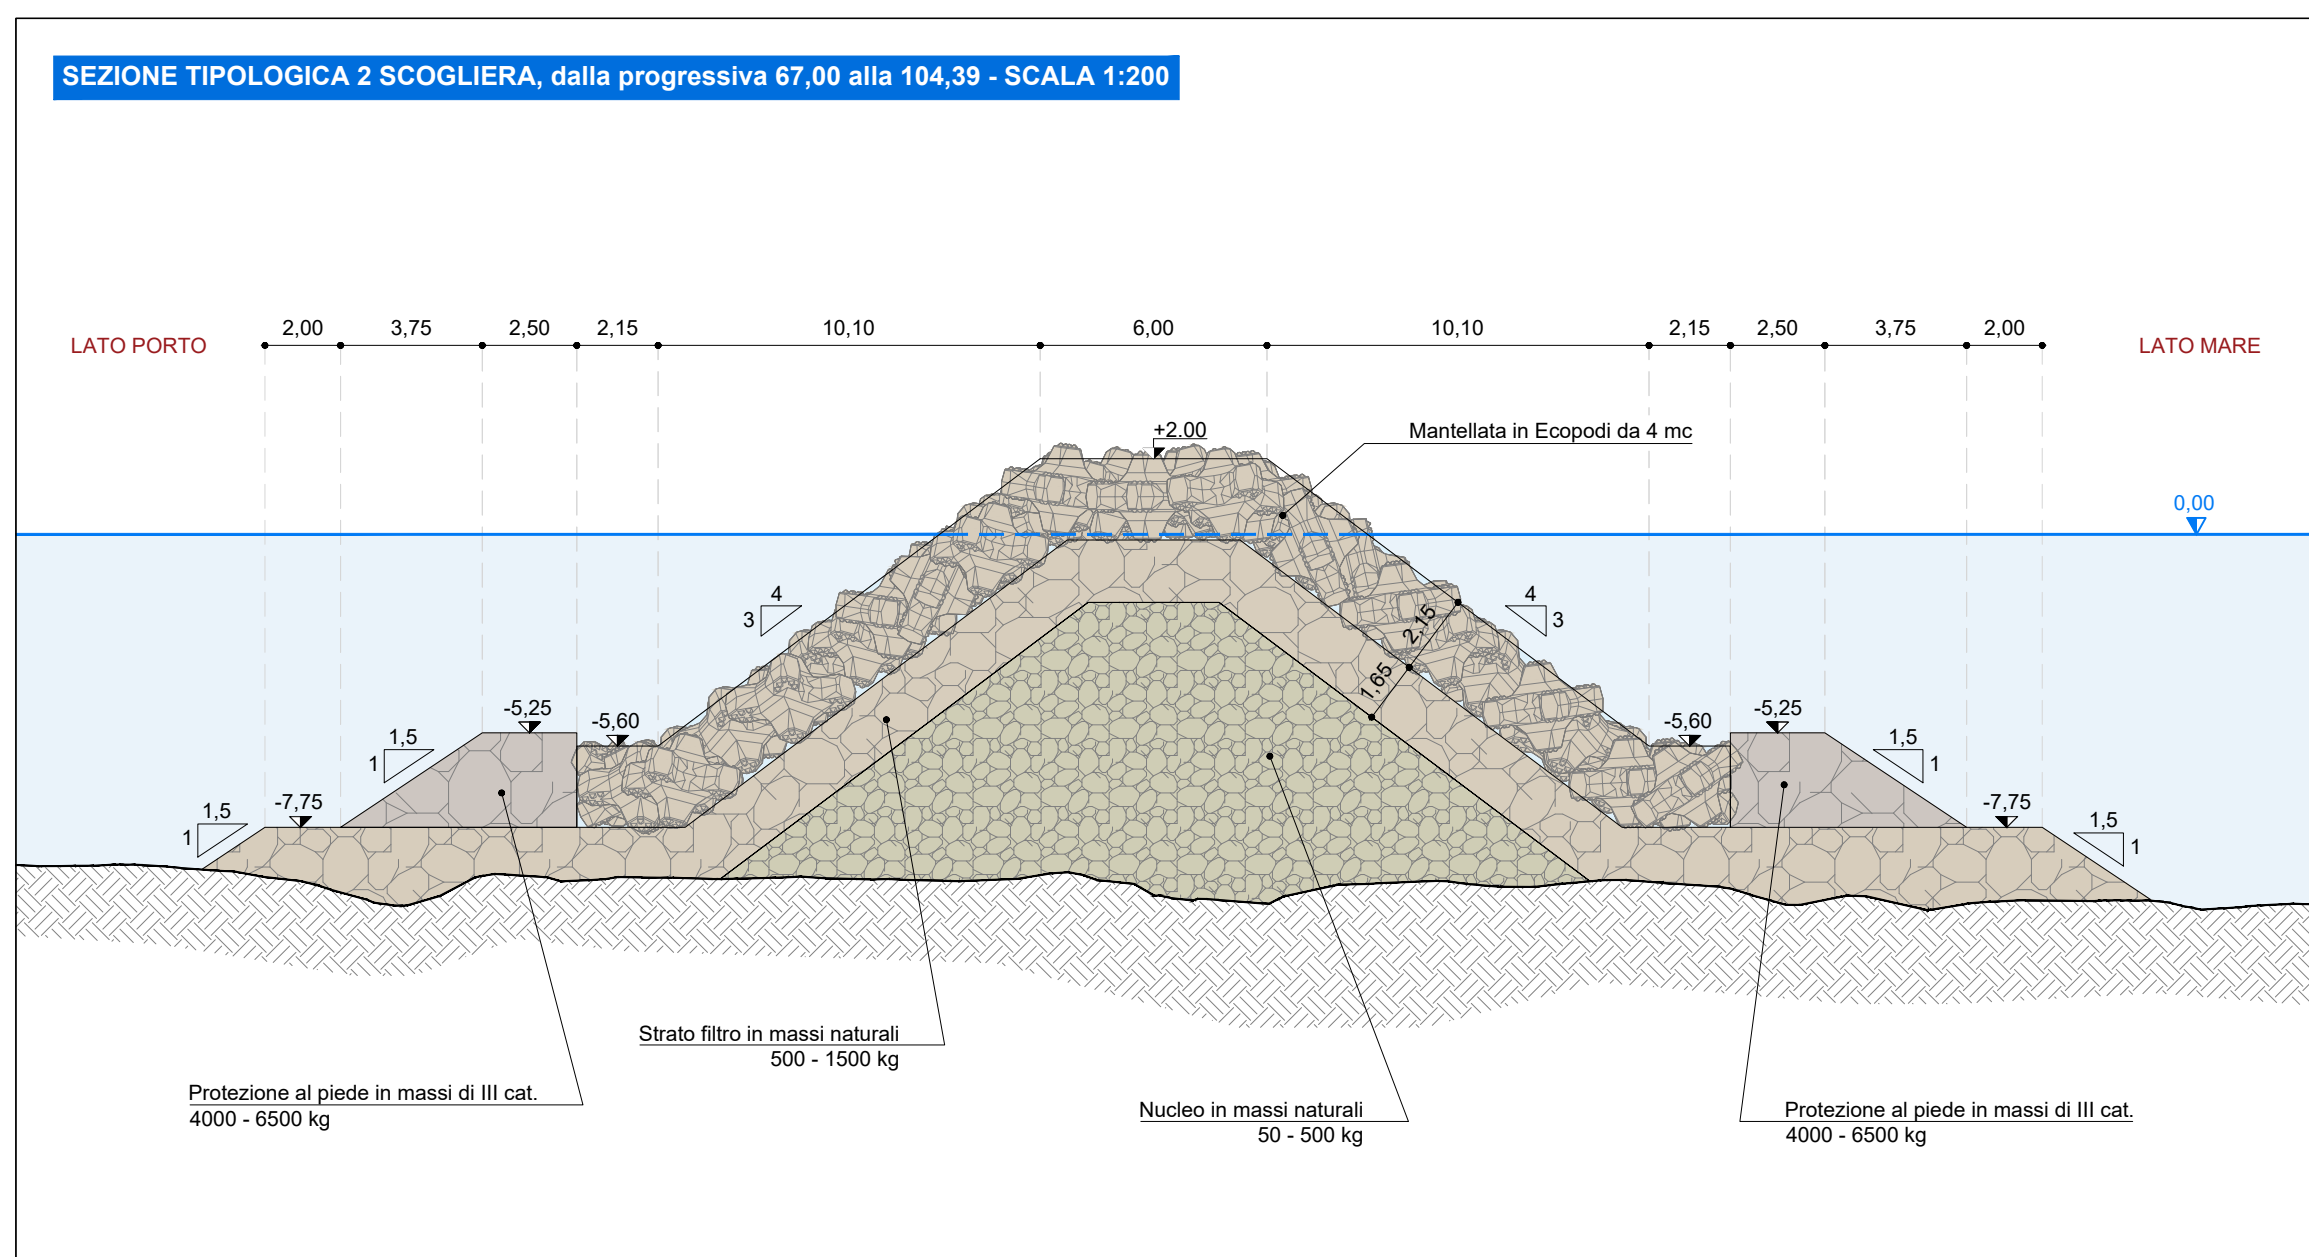 SEZIONE TIPOLOGICA 2 SCOGLIERA, dalla progressiva 67,00 alla 104,39 - SCALA 1:200
LATO PORTO
2,00
3,75
2,50
2,15
10,10
6,00
10,10
2,15
2,50
3,75
2,00
LATO MARE
+2.00
Mantellata in Ecopodi da 4 mc
0,00
4
3
4
3
2,15
1,65
-5,25
-5,60
-5,60
-5,25
1,5
1
1,5
1
-7,75
1,5
1
-7,75
1,5
1
Strato filtro in massi naturali
500 - 1500 kg
Protezione al piede in massi di III cat.
4000 - 6500 kg
Nucleo in massi naturali
50 - 500 kg
Protezione al piede in massi di III cat.
4000 - 6500 kg